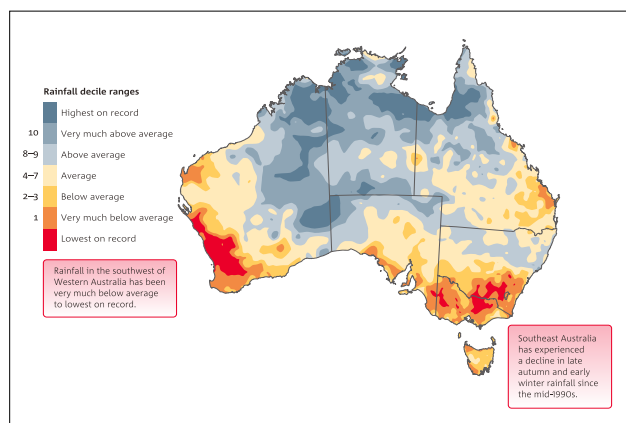 Rainfall decile ranges
Highest on record
10 Very much above average
8–9 Above average
4–7 Average
2–3 Below average
1 Very much below average
Lowest on record
Rainfall in the southwest of
Western Australia has been
very much below average
to lowest on record.
Southeast Australia
has experienced
a decline in late
autumn and early
winter rainfall since
the mid-1990s.